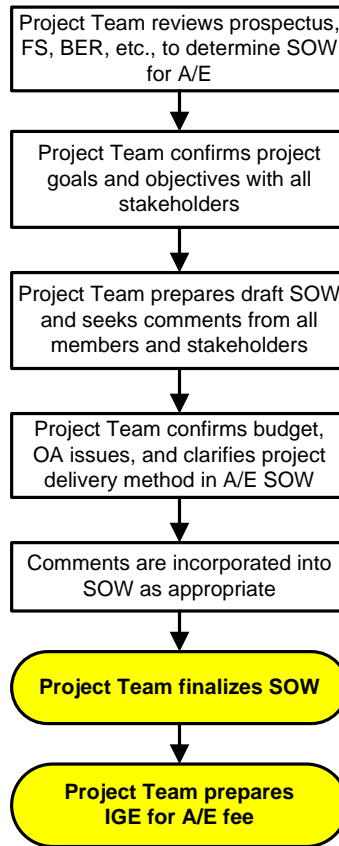 Project Team reviews prospectus,
FS, BER, etc., to determine SOW
for A/E
Project Team confirms project
goals and objectives with all
stakeholders
Project Team prepares draft SOW
and seeks comments from all
members and stakeholders
Project Team confirms budget,
OA issues, and clarifies project
delivery method in A/E SOW
Comments are incorporated into
SOW as appropriate
Project Team finalizes SOW
Project Team prepares
IGE for A/E fee